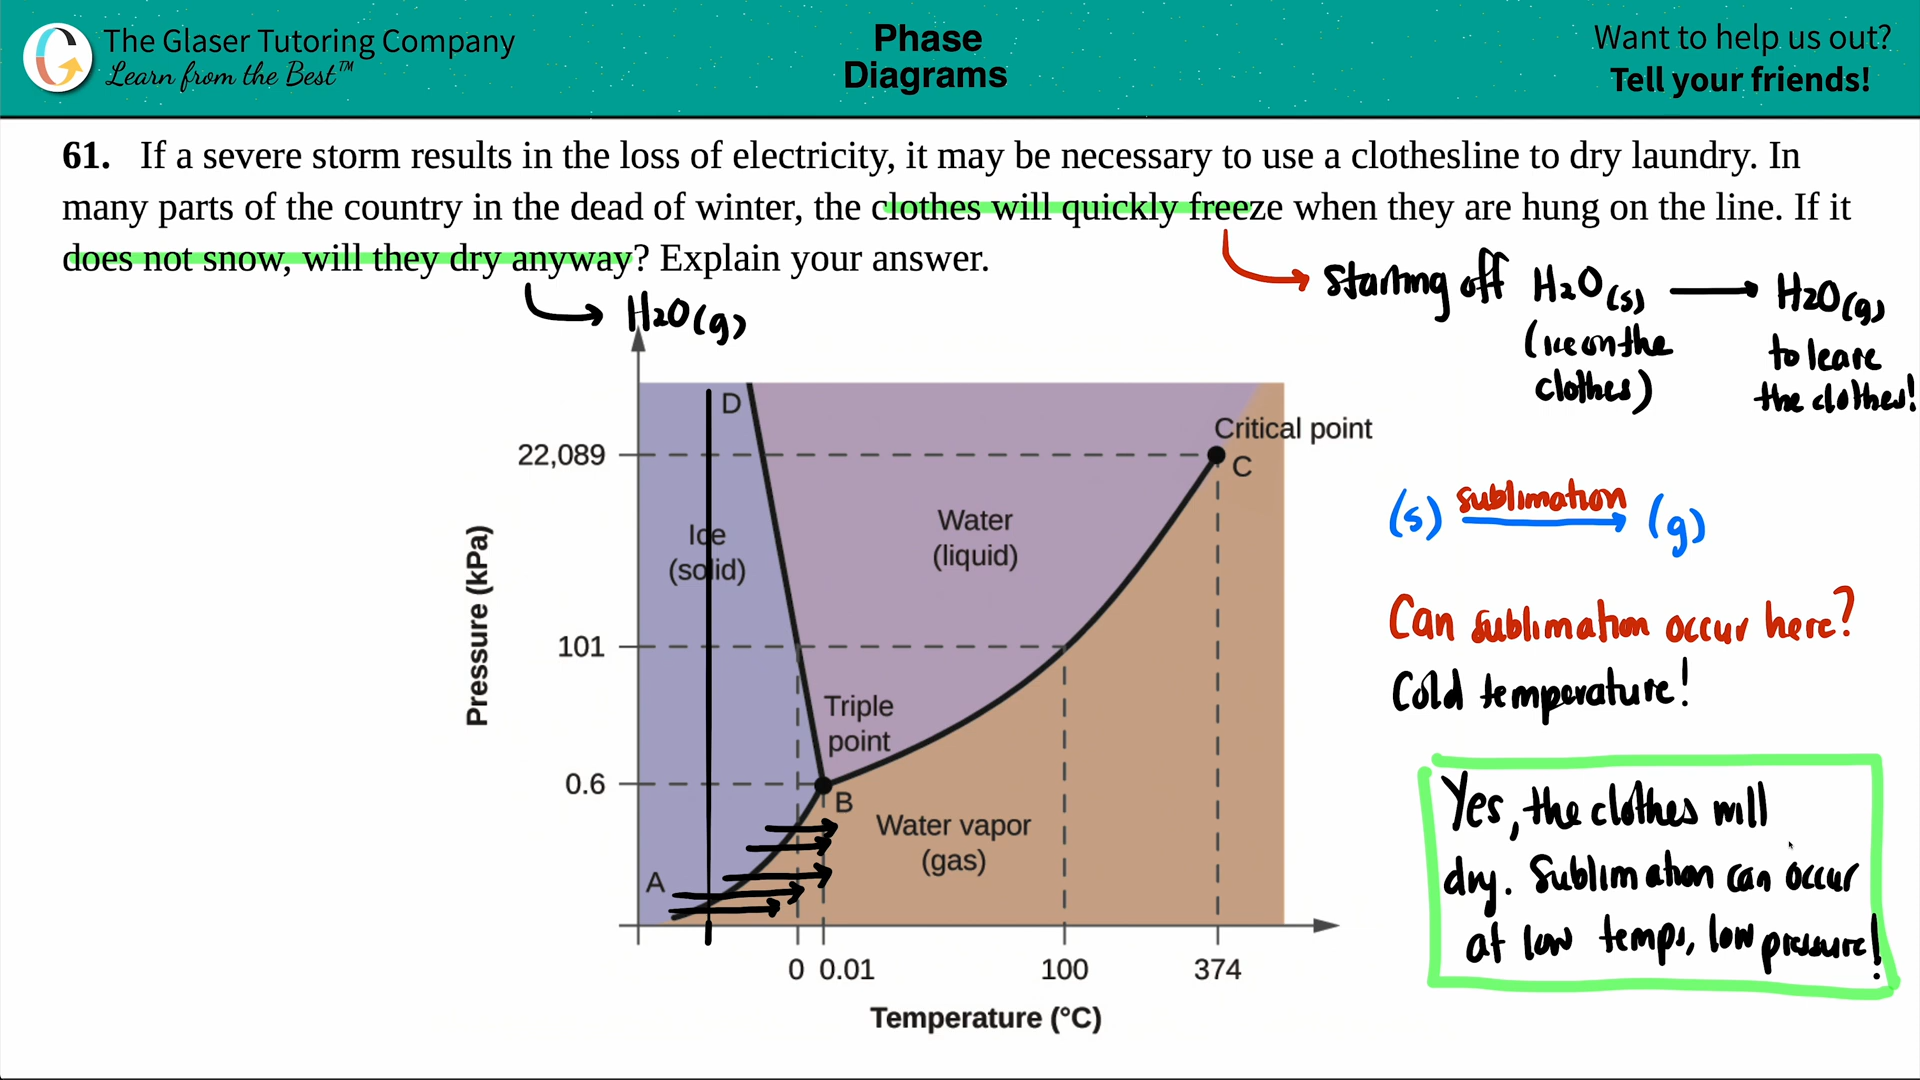 The Glaser Tutoring Company
Learn from the Best™
Phase
Diagrams
Want to help us out?
Tell your friends!
61. If a severe storm results in the loss of electricity, it may be necessary to use a clothesline to dry laundry. In
many parts of the country in the dead of winter, the clothes will quickly freeze when they are hung on the line. If it
does not snow, will they dry anyway? Explain your answer.
H2O(g)
Starting off H2O(s) → H2O(g)
(ice on the
clothes)
to leave
the clothes!
D
22,089
Critical point
C
Ice
(solid)
Water
(liquid)
Pressure (kPa)
101
Triple
point
0.6
B
Water vapor
(gas)
A
0 0.01 100 374
Temperature (°C)
(s) sublimation (g)
Can sublimation occur here?
Cold temperature!
Yes, the clothes will
dry. Sublimation can occur
at low temps, low pressure!